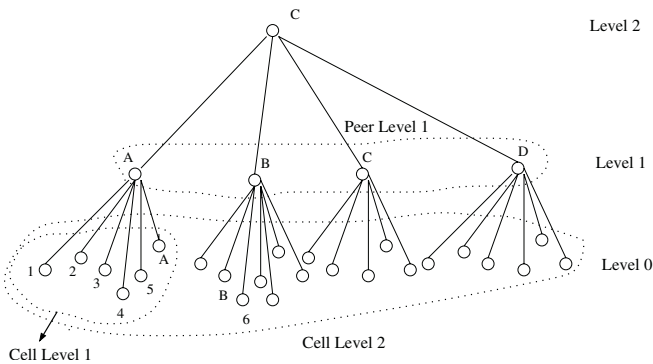 C
Level 2
Peer Level 1
A
B
C
D
Level 1
1
2
3
4
5
A
B
6
Level 0
Cell Level 1
Cell Level 2